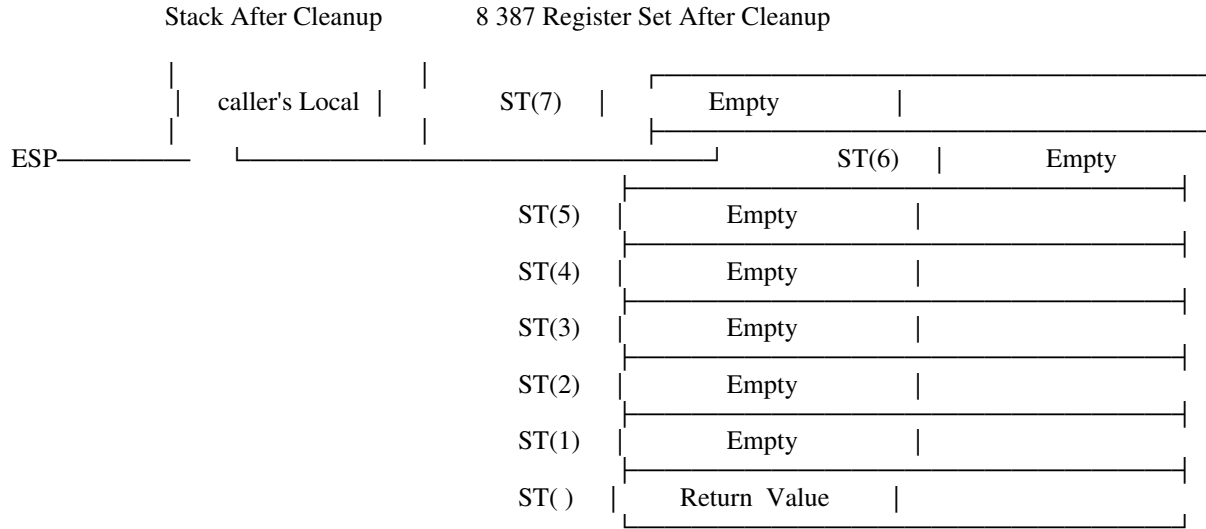 Stack After Cleanup 8 387 Register Set After Cleanup
caller's Local ST(7) Empty
ESP ST(6) Empty
ST(5) Empty
ST(4) Empty
ST(3) Empty
ST(2) Empty
ST(1) Empty
ST( ) Return Value